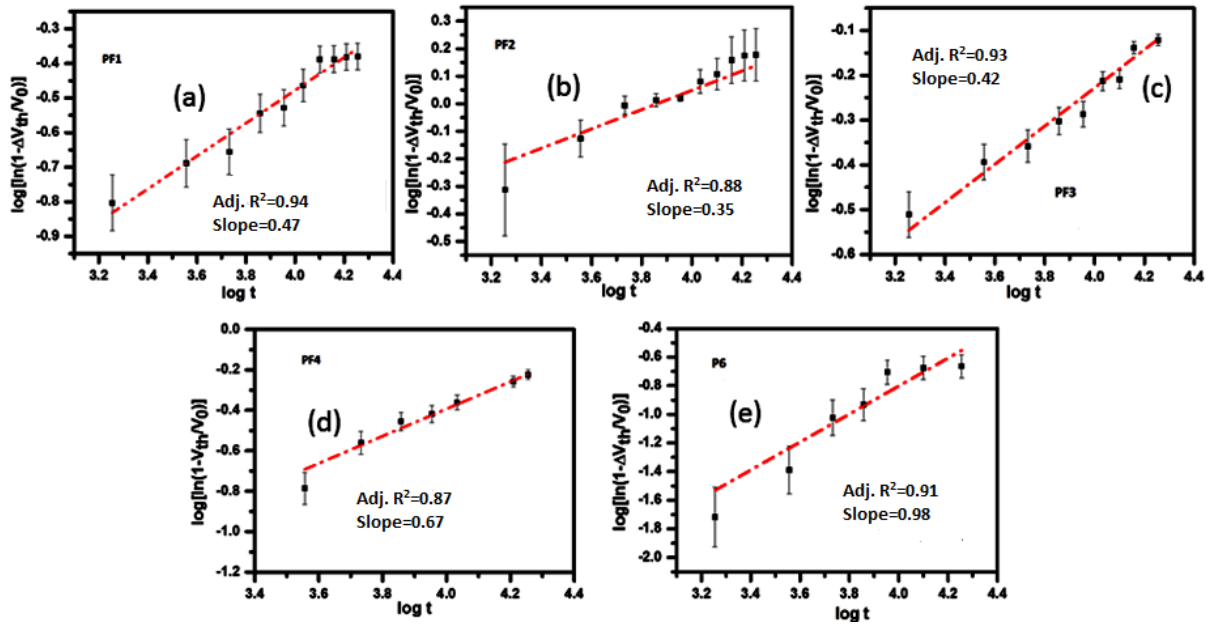 PF1
(a)
Adj. R²=0.94
Slope=0.47
-0.3
-0.4
-0.5
-0.6
-0.7
-0.8
-0.9
3.2 3.4 3.6 3.8 4.0 4.2 4.4
log t
log[ln(1-ΔVth/V0)]
PF2
(b)
Adj. R²=0.88
Slope=0.35
0.3
0.2
0.1
0.0
-0.1
-0.2
-0.3
-0.4
-0.5
3.2 3.4 3.6 3.8 4.0 4.2 4.4
log t
log[ln(1-ΔVth/V0)]
Adj. R²=0.93
Slope=0.42
(c)
PF3
-0.1
-0.2
-0.3
-0.4
-0.5
-0.6
3.2 3.4 3.6 3.8 4.0 4.2 4.4
log t
log[ln(1-ΔVth/V0)]
PF4
(d)
Adj. R²=0.87
Slope=0.67
0.0
-0.2
-0.4
-0.6
-0.8
-1.0
-1.2
3.4 3.6 3.8 4.0 4.2 4.4
log t
log[ln(1-Vth/V0)]
P6
(e)
Adj. R²=0.91
Slope=0.98
-0.4
-0.6
-0.8
-1.0
-1.2
-1.4
-1.6
-1.8
-2.0
3.2 3.4 3.6 3.8 4.0 4.2 4.4
log t
log[ln(1-ΔVth/V0)]